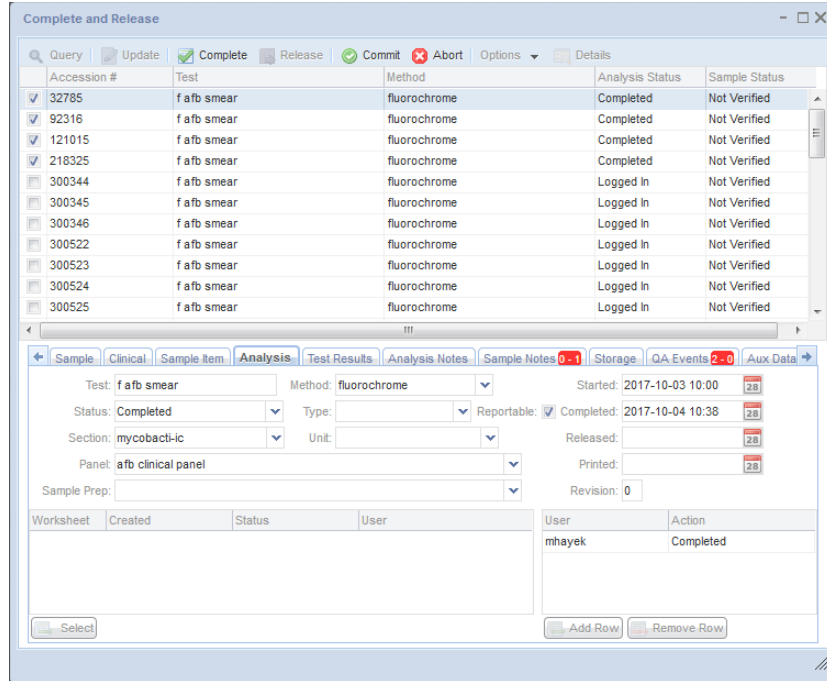 Complete and Release
Query Update Complete Release Commit Abort Options Details
Accession # Test Method Analysis Status Sample Status
32785 f afb smear fluorochrome Completed Not Verified
92316 f afb smear fluorochrome Completed Not Verified
121015 f afb smear fluorochrome Completed Not Verified
218325 f afb smear fluorochrome Completed Not Verified
300344 f afb smear fluorochrome Logged In Not Verified
300345 f afb smear fluorochrome Logged In Not Verified
300346 f afb smear fluorochrome Logged In Not Verified
300522 f afb smear fluorochrome Logged In Not Verified
300523 f afb smear fluorochrome Logged In Not Verified
300524 f afb smear fluorochrome Logged In Not Verified
300525 f afb smear fluorochrome Logged In Not Verified
Sample Clinical Sample Item Analysis Test Results Analysis Notes Sample Notes 0 - 1 Storage QA Events 2 - 0 Aux Data
Test: f afb smear Method: fluorochrome Started: 2017-10-03 10:00 28
Status: Completed Type: Reportable: Completed: 2017-10-04 10:38 28
Section: mycobacti-ic Unit: Released: 28
Panel: afb clinical panel Printed: 28
Sample Prep: Revision: 0
Worksheet Created Status User User Action
mhayek Completed
Select Add Row Remove Row